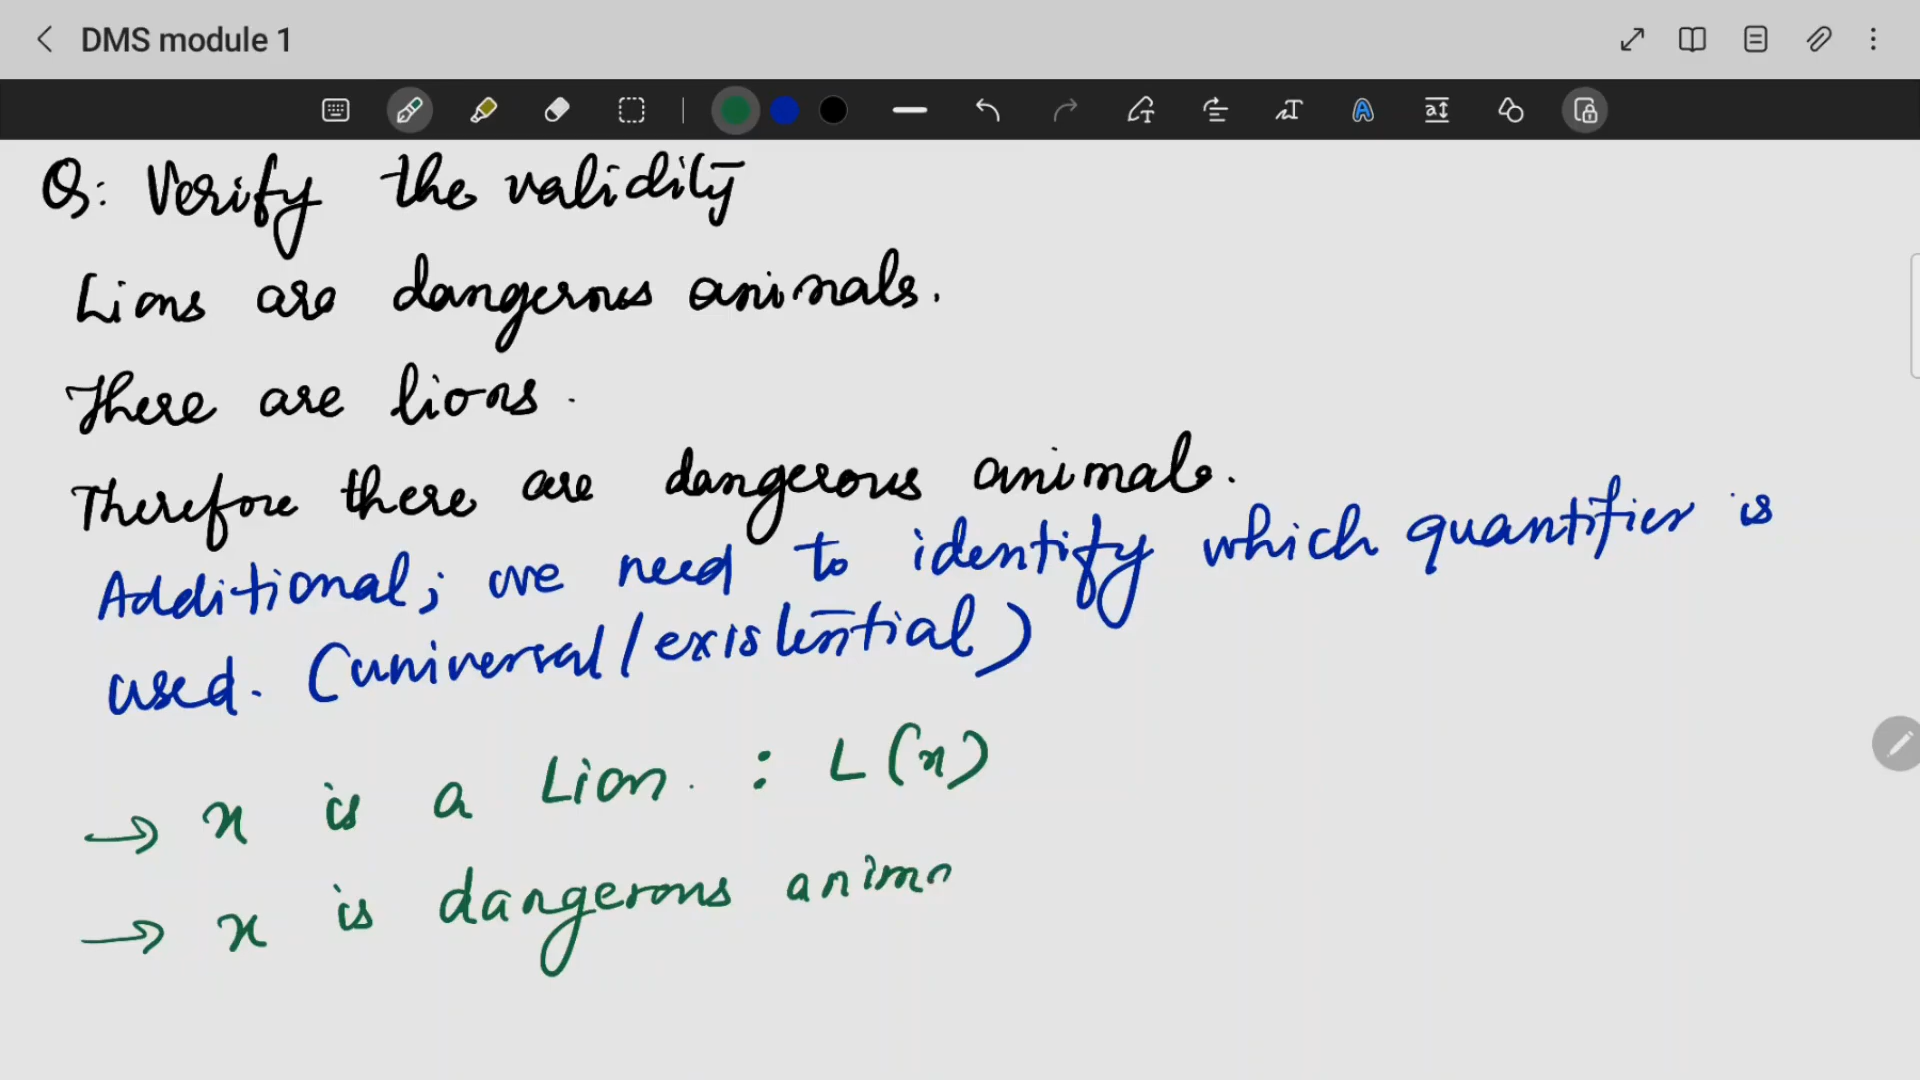 DMS module 1
Q: Verify the validity
Lions are dangerous animals.
There are lions.
Therefore there are dangerous animals.
Additional; we need to identify which quantifier is
used. (universal/existential)
→ x is a Lion. : L(x)
→ x is dangerous anima